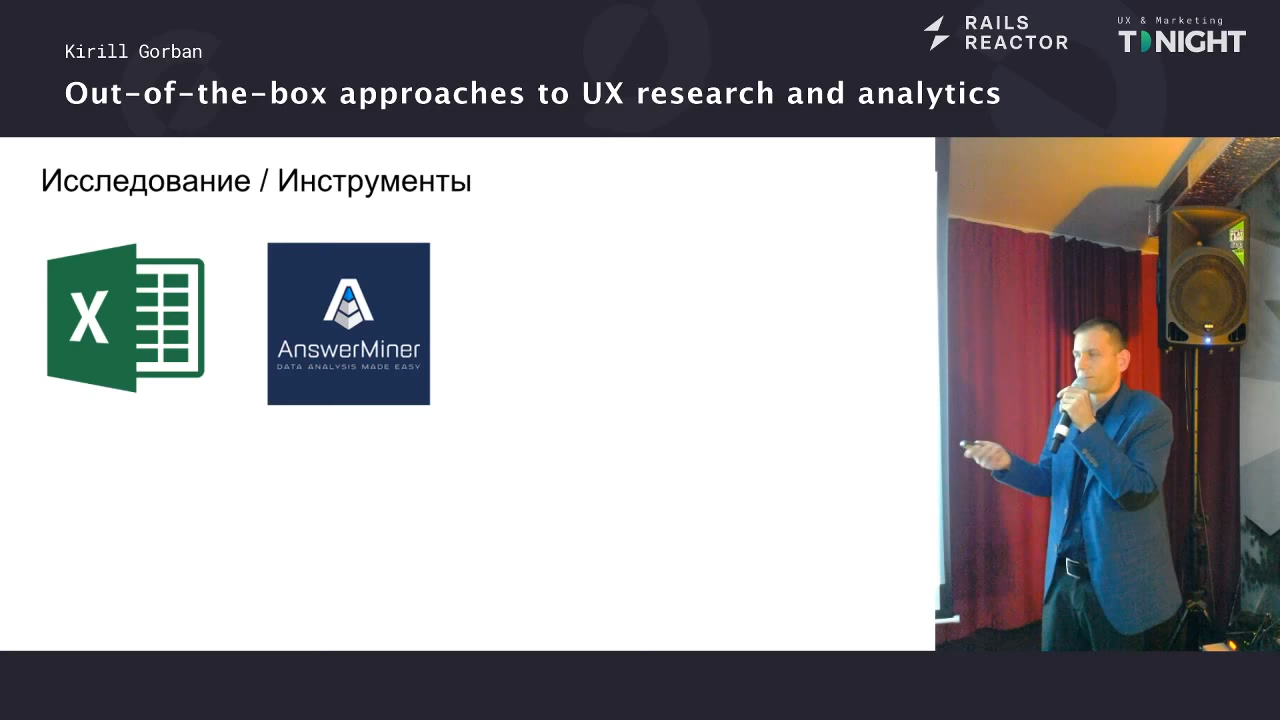 Kirill Gorban
Out-of-the-box approaches to UX research and analytics
RAILS
REACTOR
UX & Marketing
TONIGHT
Исследование / Инструменты
X
AnswerMiner
DATA ANALYSIS MADE EASY